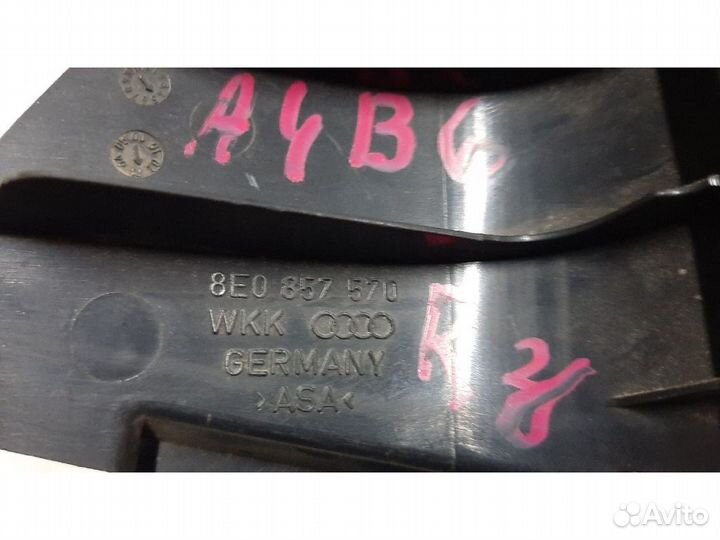 A4B6
8E0 857 570
WKK
GERMANY
>ASA<
Avito